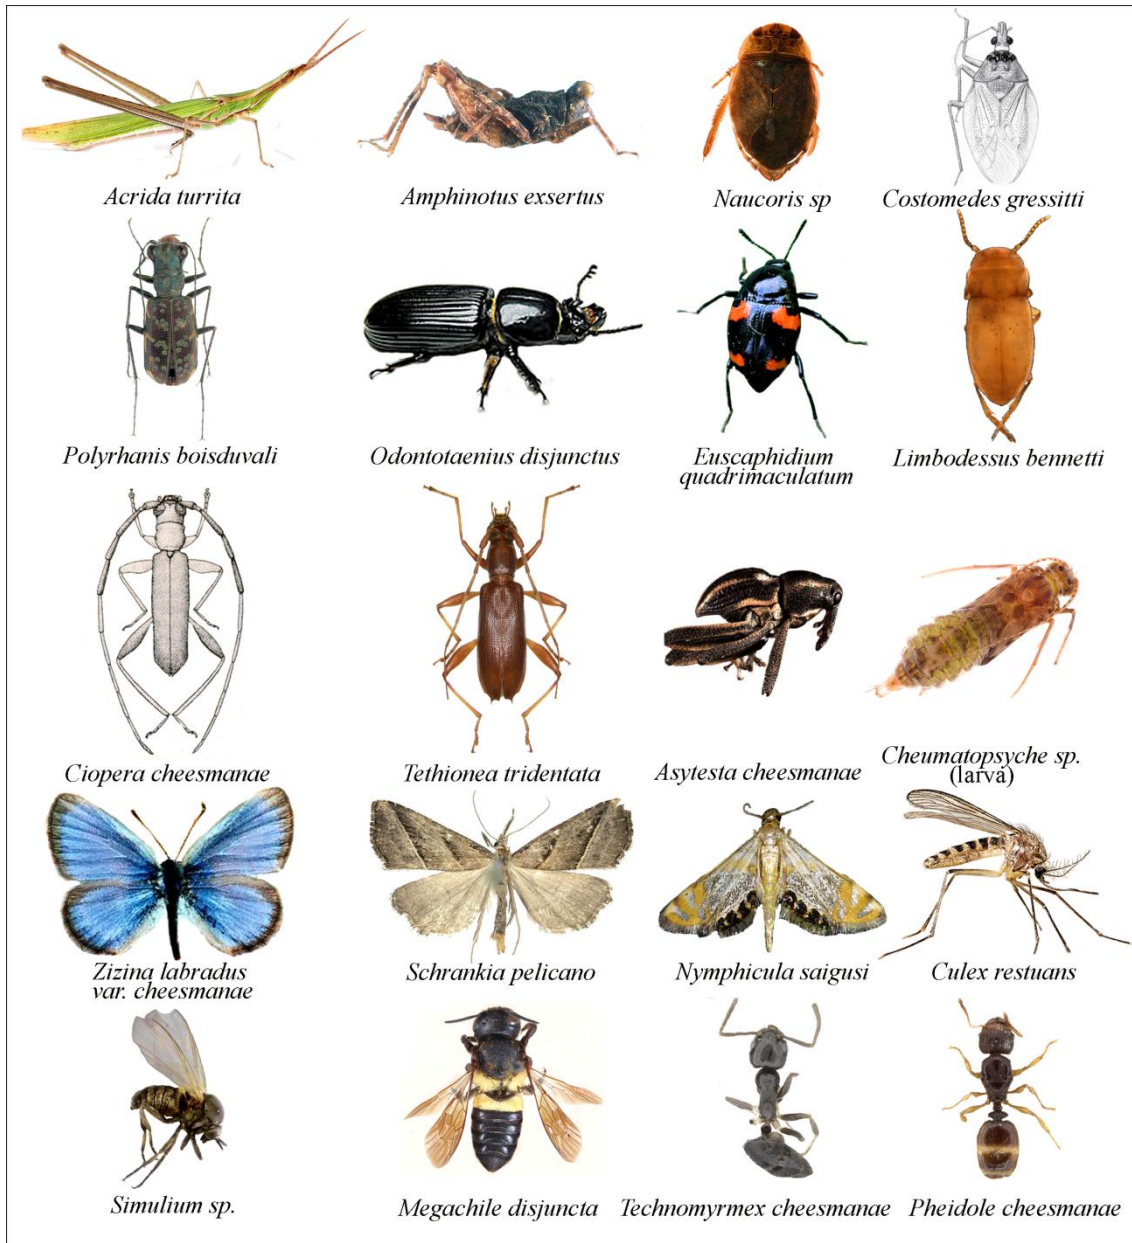 Acrida turrita
Amphinotus exsertus
Naucoris sp
Costomedes gressitti
Polyrhanis boisduvali
Odontotaenius disjunctus
Euscaphidium
quadrimaculatum
Limbodessus bennetti
Ciopera cheesmanae
Tethionea tridentata
Asytesta cheesmanae
Cheumatopsyche sp.
(larva)
Zizina labradus
var. cheesmanae
Schrankia pelicano
Nymphicula saigusi
Culex restuans
Simulium sp.
Megachile disjuncta
Technomyrmex cheesmanae
Pheidole cheesmanae